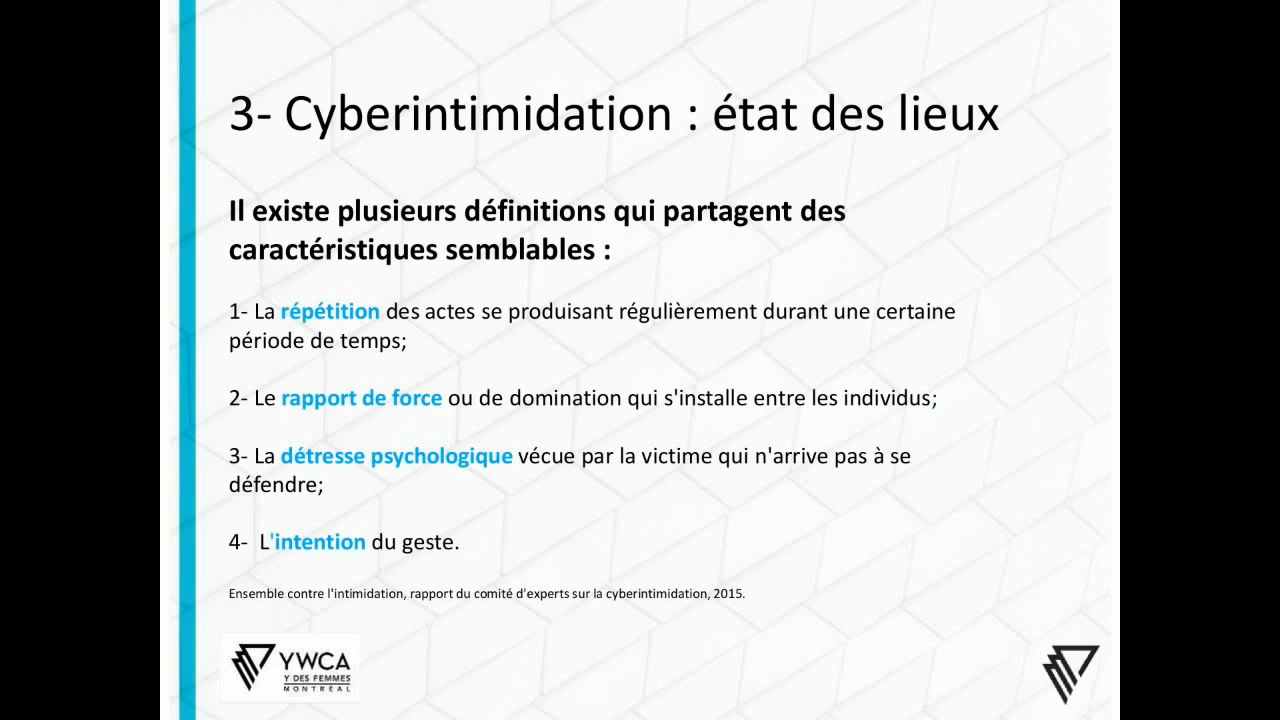 3- Cyberintimidation : état des lieux
Il existe plusieurs définitions qui partagent des
caractéristiques semblables :
1- La répétition des actes se produisant régulièrement durant une certaine
période de temps;
2- Le rapport de force ou de domination qui s'installe entre les individus;
3- La détresse psychologique vécue par la victime qui n'arrive pas à se
défendre;
4-  L'intention du geste.
Ensemble contre l'intimidation, rapport du comité d'experts sur la cyberintimidation, 2015.
YWCA
Y DES FEMMES
MONTRÉAL